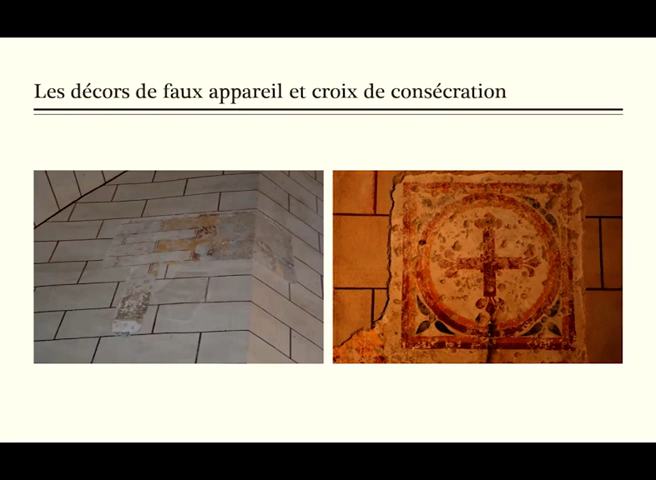 Les décors de faux appareil et croix de consécration